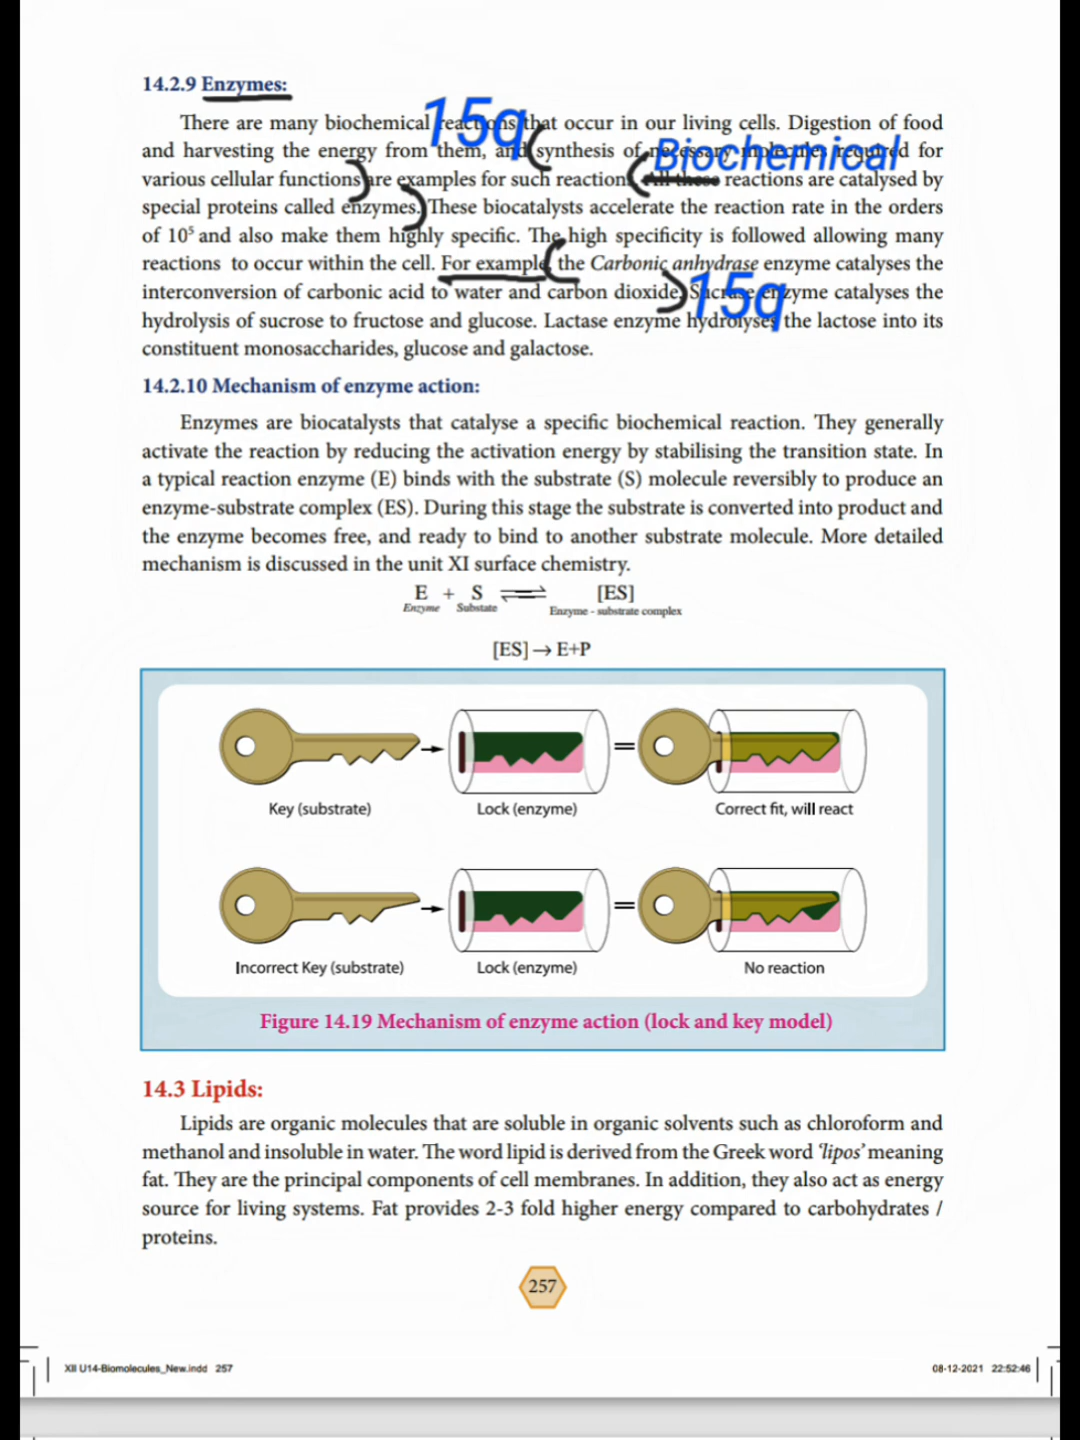 14.2.9 Enzymes:
15q
There are many biochemical reactions that occur in our living cells. Digestion of food
and harvesting the energy from them, and synthesis of necessary molecules required for
Biochemical
various cellular functions are examples for such reactions. All these reactions are catalysed by
special proteins called enzymes. These biocatalysts accelerate the reaction rate in the orders
of 10⁵ and also make them highly specific. The high specificity is followed allowing many
reactions to occur within the cell. For example, the Carbonic anhydrase enzyme catalyses the
interconversion of carbonic acid to water and carbon dioxide. Sucrase enzyme catalyses the
15q
hydrolysis of sucrose to fructose and glucose. Lactase enzyme hydrolyses the lactose into its
constituent monosaccharides, glucose and galactose.
14.2.10 Mechanism of enzyme action:
Enzymes are biocatalysts that catalyse a specific biochemical reaction. They generally
activate the reaction by reducing the activation energy by stabilising the transition state. In
a typical reaction enzyme (E) binds with the substrate (S) molecule reversibly to produce an
enzyme-substrate complex (ES). During this stage the substrate is converted into product and
the enzyme becomes free, and ready to bind to another substrate molecule. More detailed
mechanism is discussed in the unit XI surface chemistry.
E + S ⇌ [ES]
Enzyme Substate Enzyme - substrate complex
[ES] → E+P
Key (substrate) Lock (enzyme) Correct fit, will react
= 
Incorrect Key (substrate) Lock (enzyme) No reaction
=
Figure 14.19 Mechanism of enzyme action (lock and key model)
14.3 Lipids:
Lipids are organic molecules that are soluble in organic solvents such as chloroform and
methanol and insoluble in water. The word lipid is derived from the Greek word ‘lipos’ meaning
fat. They are the principal components of cell membranes. In addition, they also act as energy
source for living systems. Fat provides 2-3 fold higher energy compared to carbohydrates /
proteins.
257
XII U14-Biomolecules_New.indd 257 08-12-2021 22:52:46